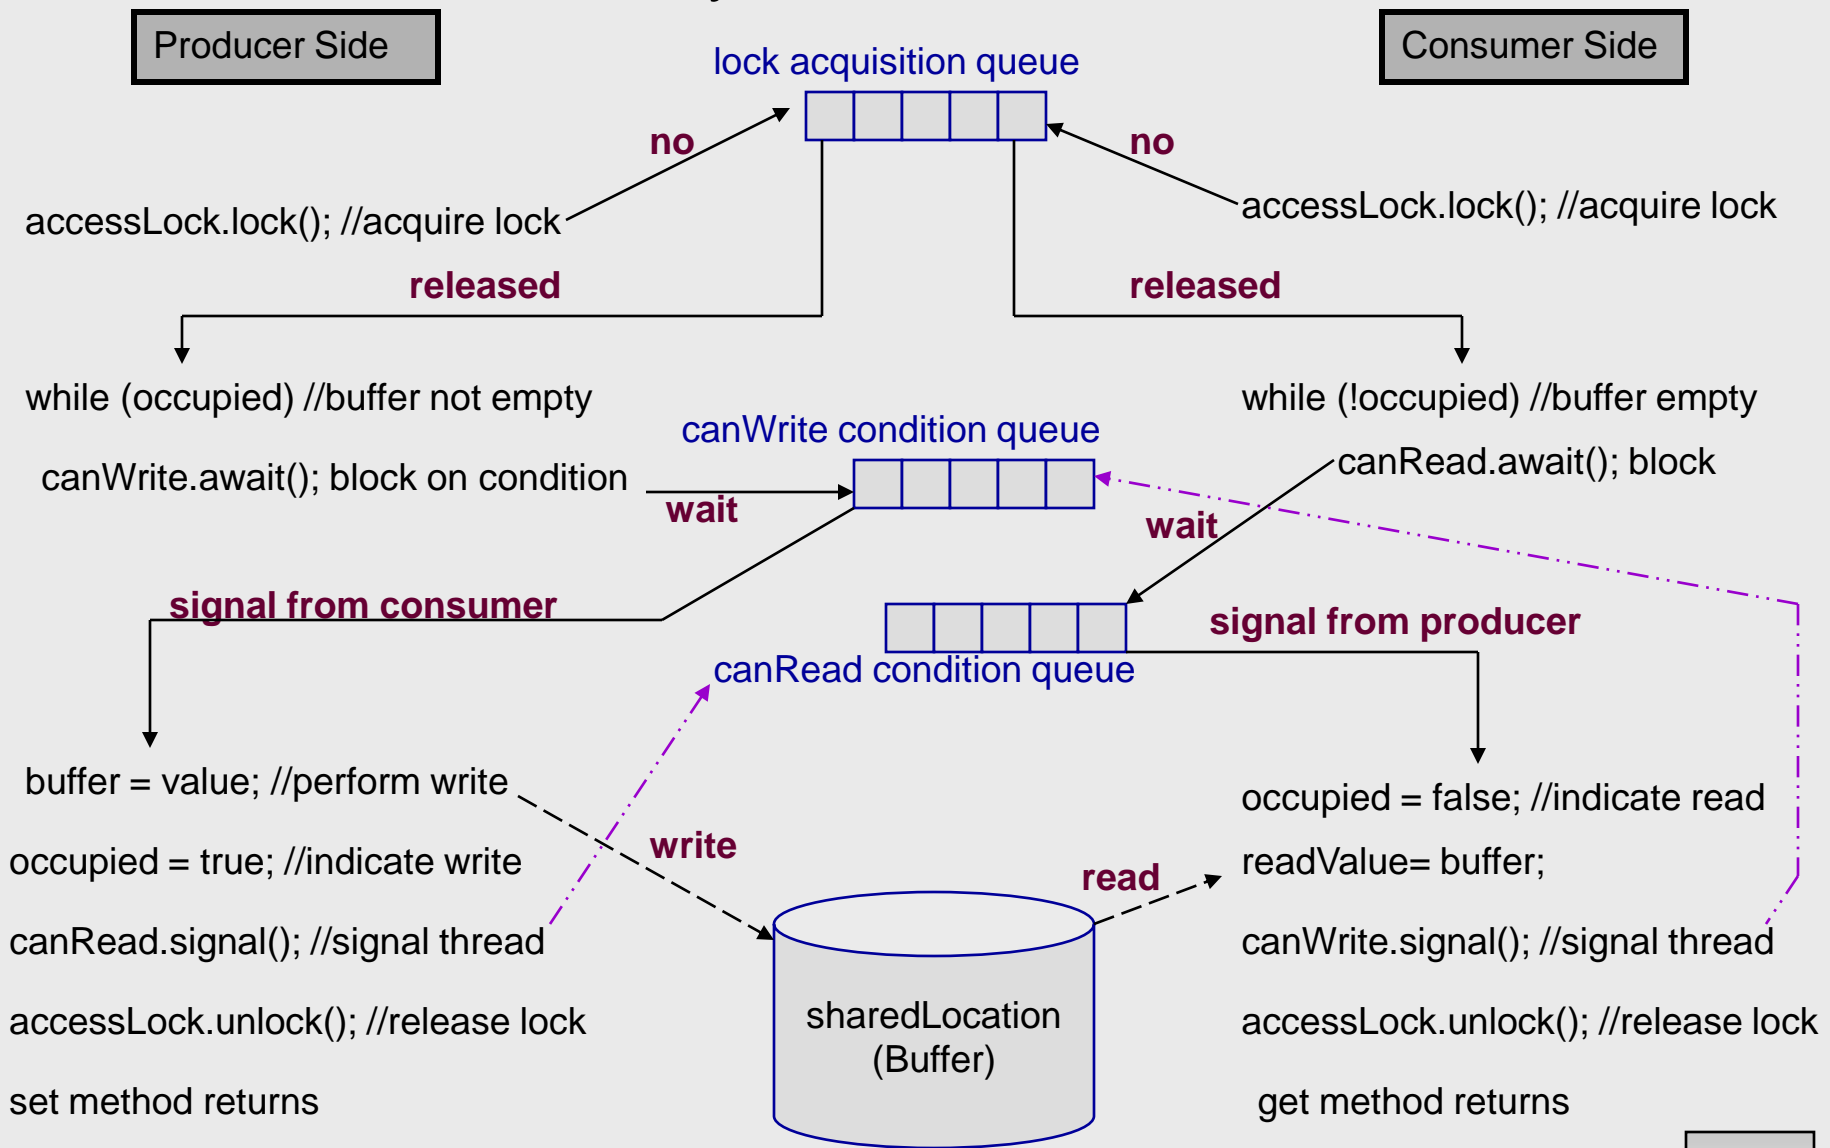 Producer Side
Consumer Side
lock acquisition queue
no
no
accessLock.lock(); //acquire lock
accessLock.lock(); //acquire lock
released
released
while (occupied) //buffer not empty
while (!occupied) //buffer empty
canWrite condition queue
canWrite.await(); block on condition
canRead.await(); block
wait
wait
signal from consumer
signal from producer
canRead condition queue
buffer = value; //perform write
occupied = false; //indicate read
write
occupied = true; //indicate write
readValue= buffer;
read
canRead.signal(); //signal thread
canWrite.signal(); //signal thread
accessLock.unlock(); //release lock
sharedLocation
(Buffer)
accessLock.unlock(); //release lock
set method returns
get method returns